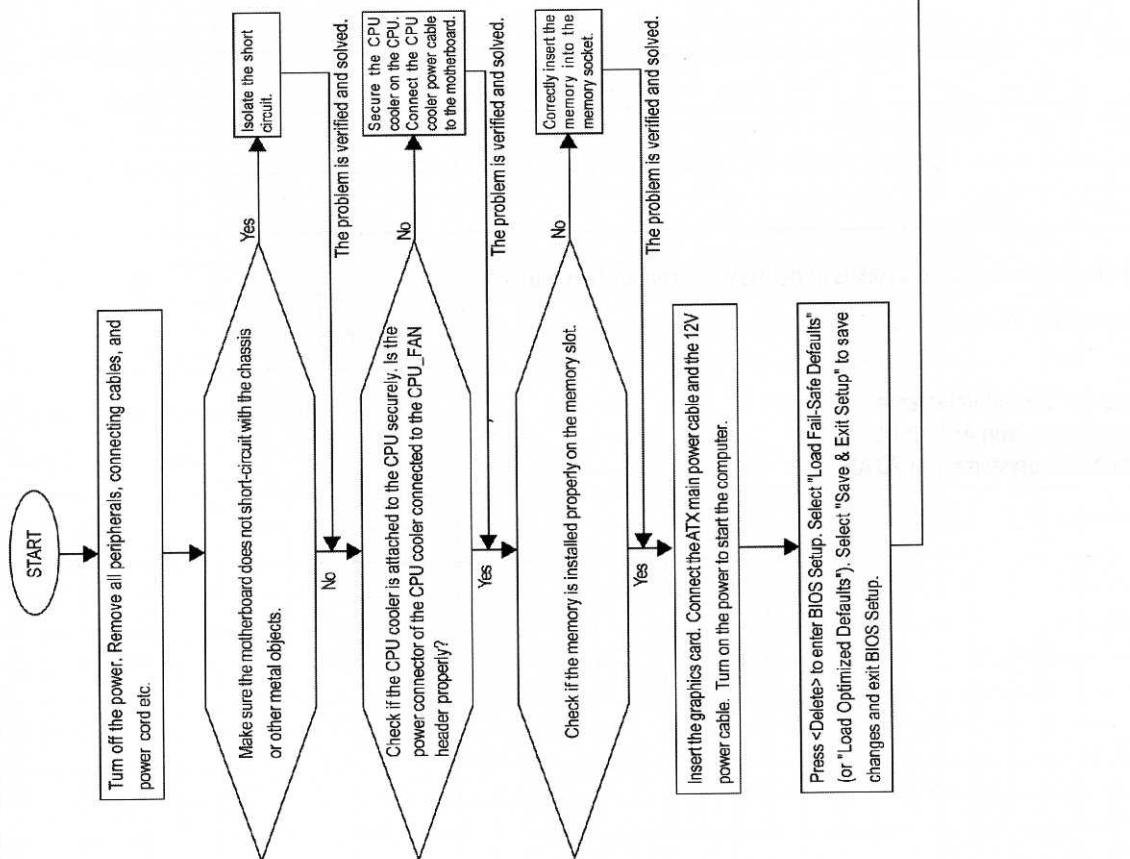 START
Turn off the power. Remove all peripherals, connecting cables, and
power cord etc.
Make sure the motherboard does not short-circuit with the chassis
or other metal objects.
Yes
Isolate the short
circuit.
The problem is verified and solved.
No
Check if the CPU cooler is attached to the CPU securely. Is the
power connector of the CPU cooler connected to the CPU_FAN
header properly?
No
Secure the CPU
cooler on the CPU.
Connect the CPU
cooler power cable
to the motherboard.
The problem is verified and solved.
Yes
Check if the memory is installed properly on the memory slot.
No
Correctly insert the
memory into the
memory socket.
The problem is verified and solved.
Yes
Insert the graphics card. Connect the ATX main power cable and the 12V
power cable. Turn on the power to start the computer.
Press <Delete> to enter BIOS Setup. Select "Load Fail-Safe Defaults"
(or "Load Optimized Defaults"). Select "Save & Exit Setup" to save
changes and exit BIOS Setup.